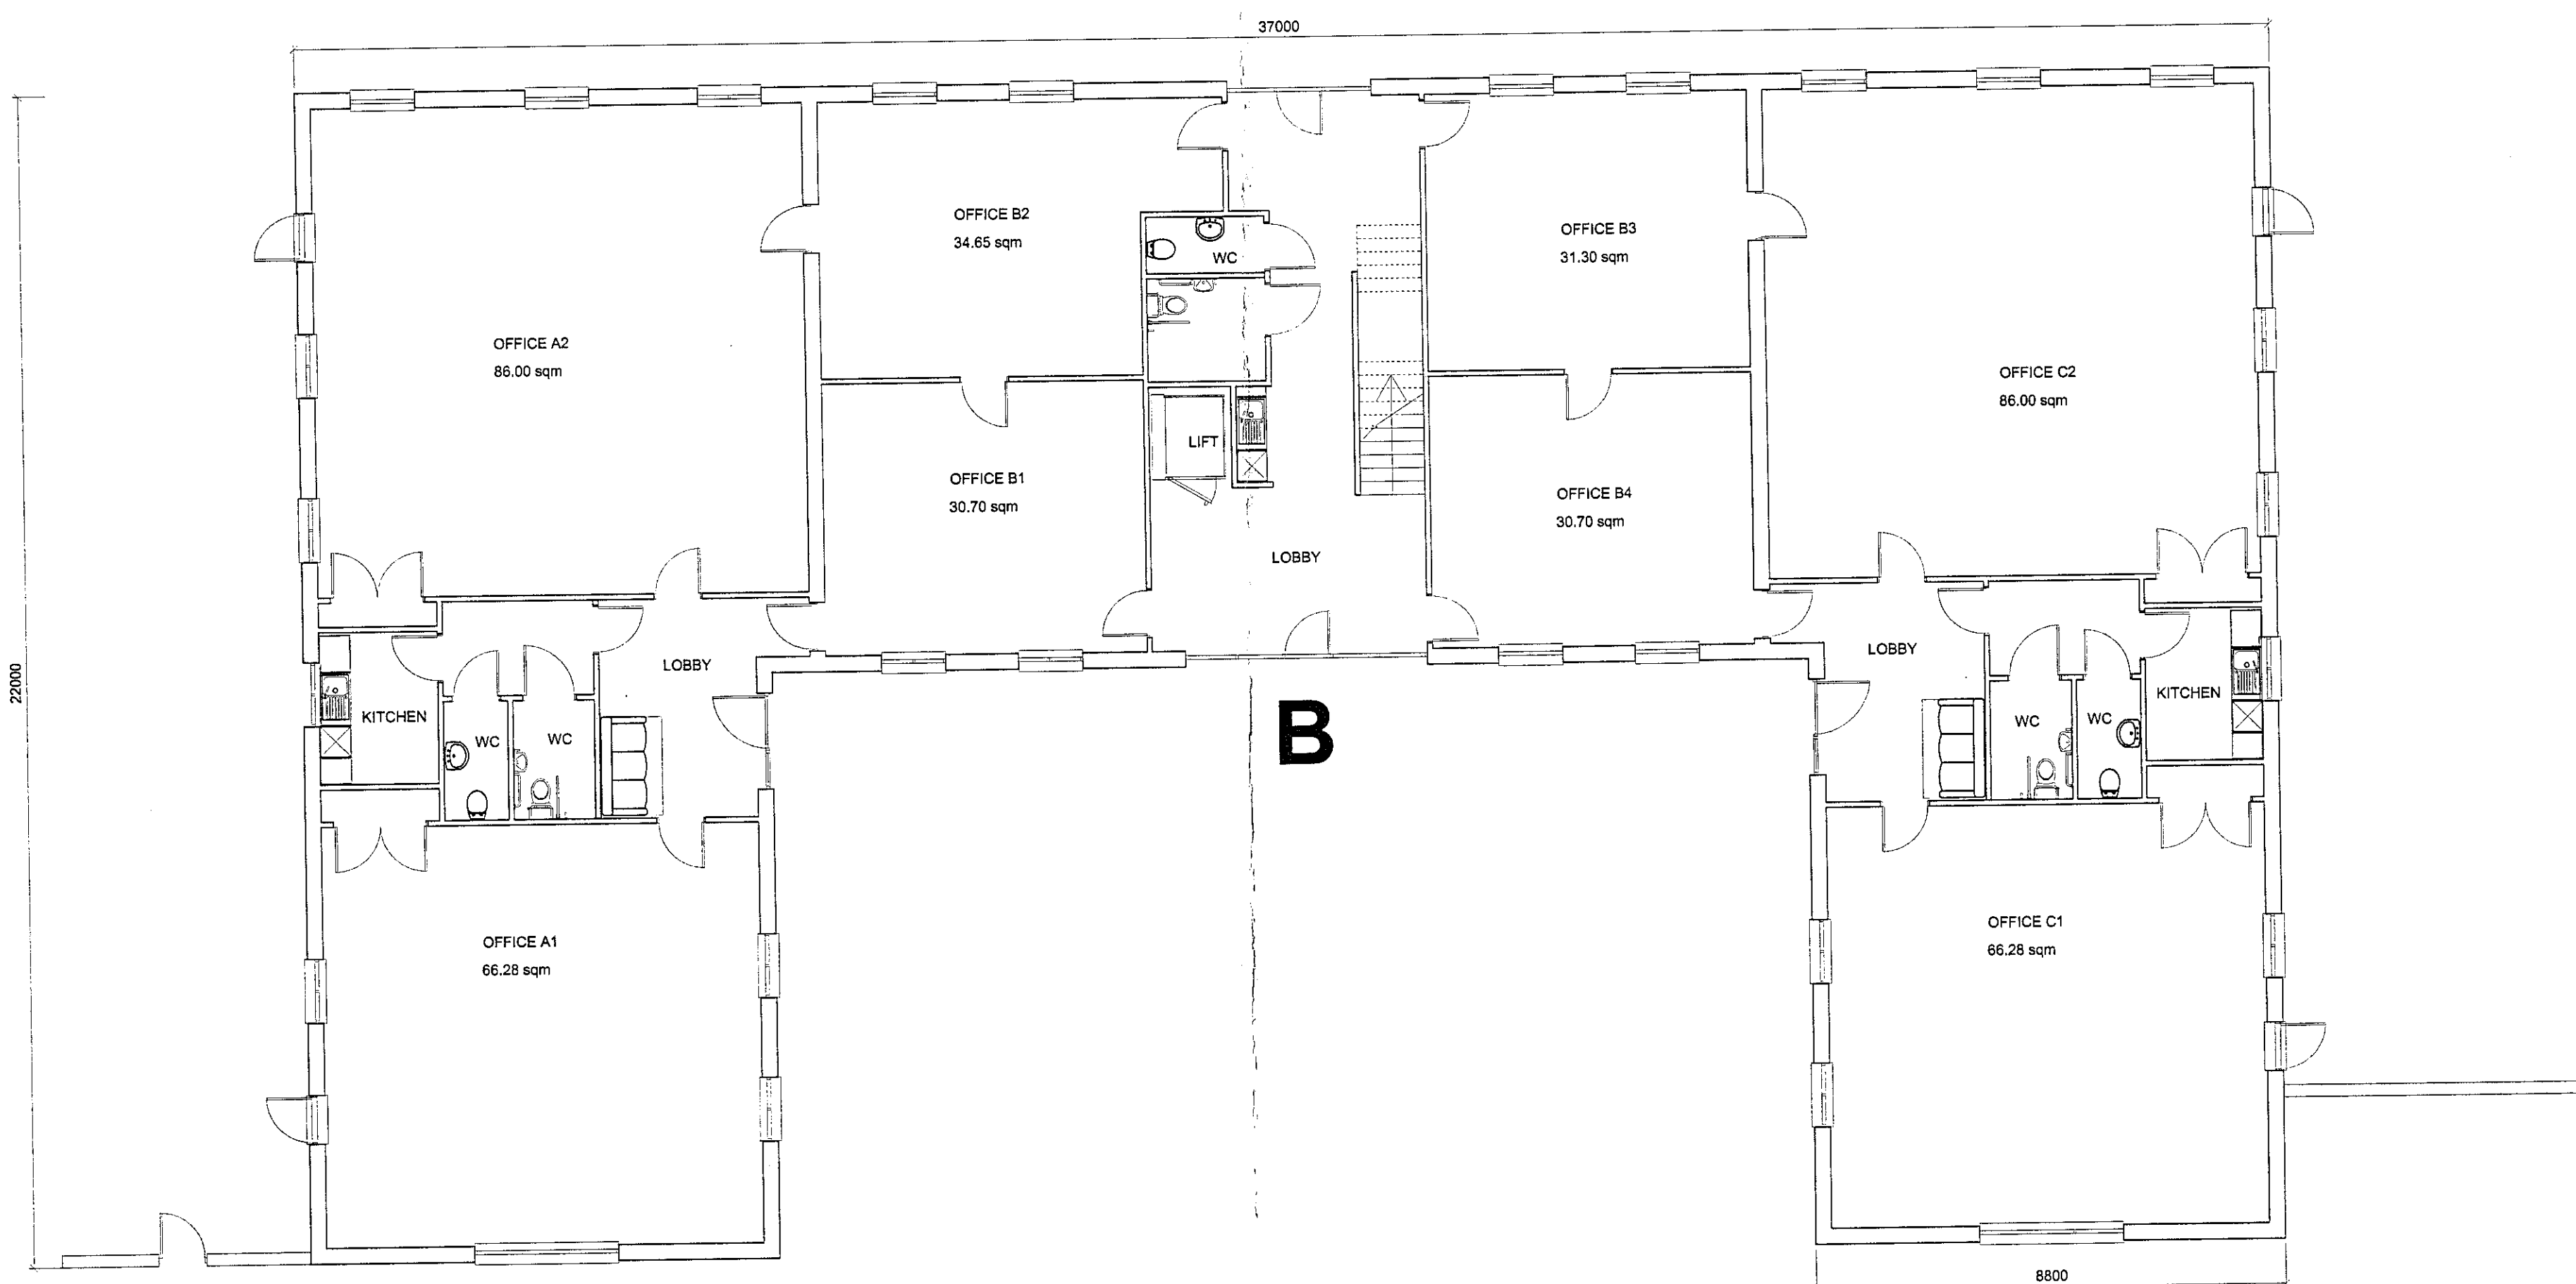 37000
OFFICE B2
34.65 sqm
WC
OFFICE B3
31.30 sqm
OFFICE A2
86.00 sqm
OFFICE C2
86.00 sqm
LIFT
OFFICE B1
30.70 sqm
OFFICE B4
30.70 sqm
LOBBY
22000
LOBBY
LOBBY
KITCHEN
WC
WC
B
WC
WC
KITCHEN
OFFICE A1
66.28 sqm
OFFICE C1
66.28 sqm
8800